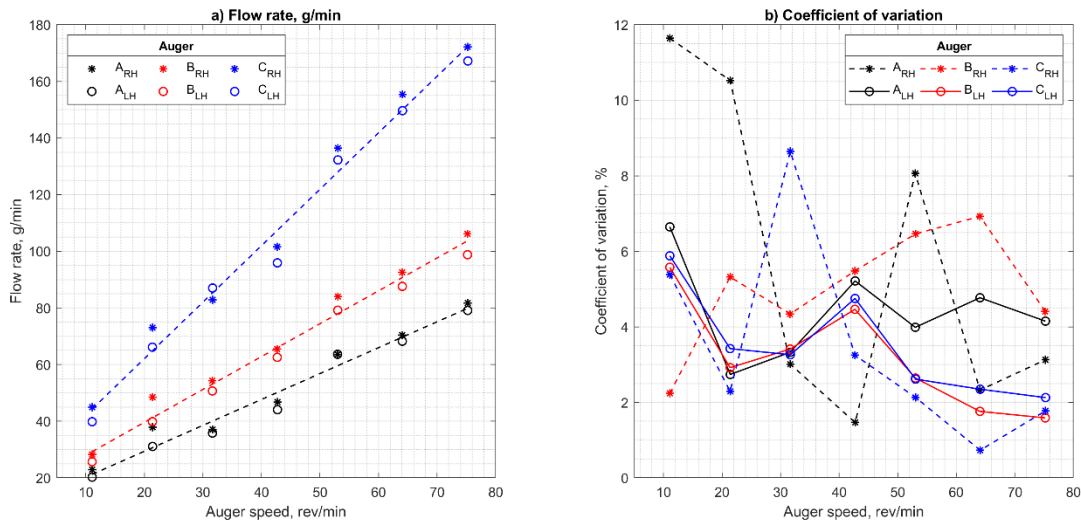 a) Flow rate, g/min
180
160
140
120
100
80
60
40
20
Flow rate, g/min
Auger
A_RH B_RH C_RH
A_LH B_LH C_LH
10 20 30 40 50 60 70 80
Auger speed, rev/min
b) Coefficient of variation
12
10
8
6
4
2
0
Coefficient of variation, %
Auger
A_RH B_RH C_RH
A_LH B_LH C_LH
10 20 30 40 50 60 70 80
Auger speed, rev/min